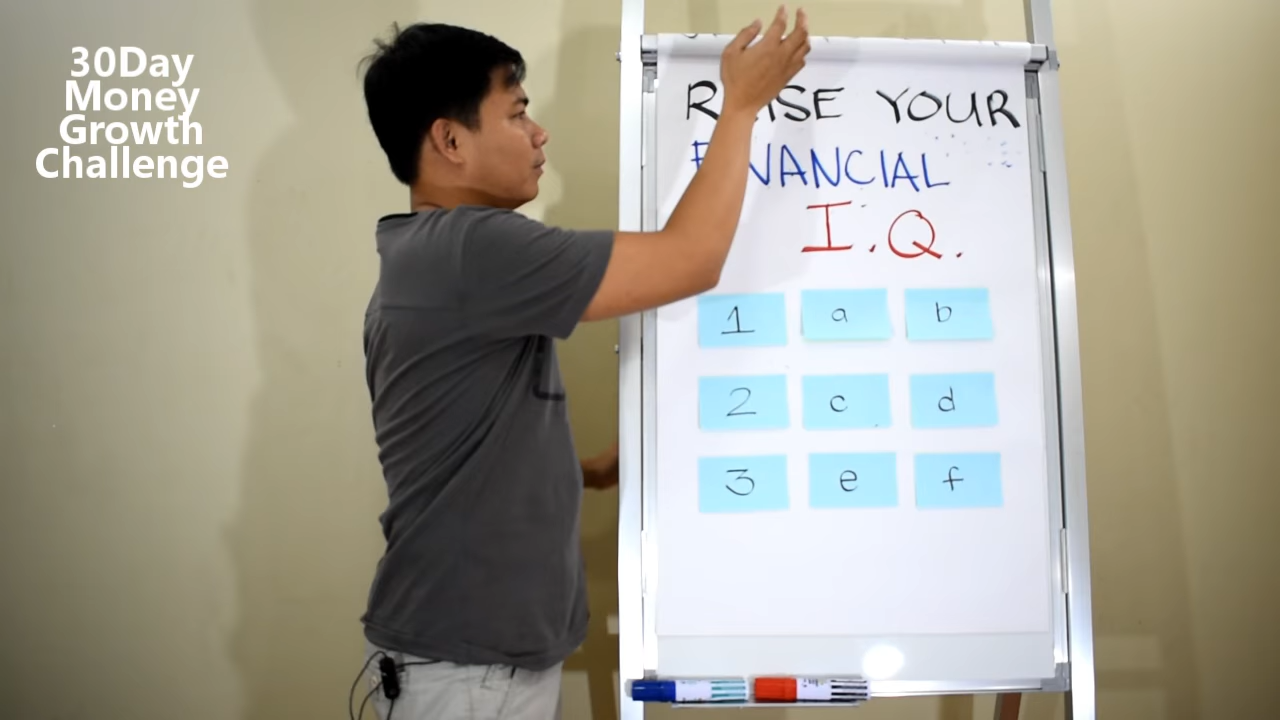 30Day
Money
Growth
Challenge
RAISE YOUR
FINANCIAL
I.Q.
1 a b
2 c d
3 e f